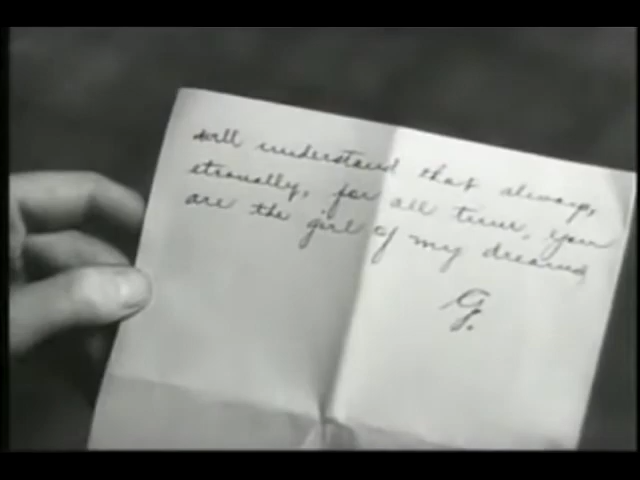 will understand that always,
eternally, for all time, you
are the girl of my dreams,
G.